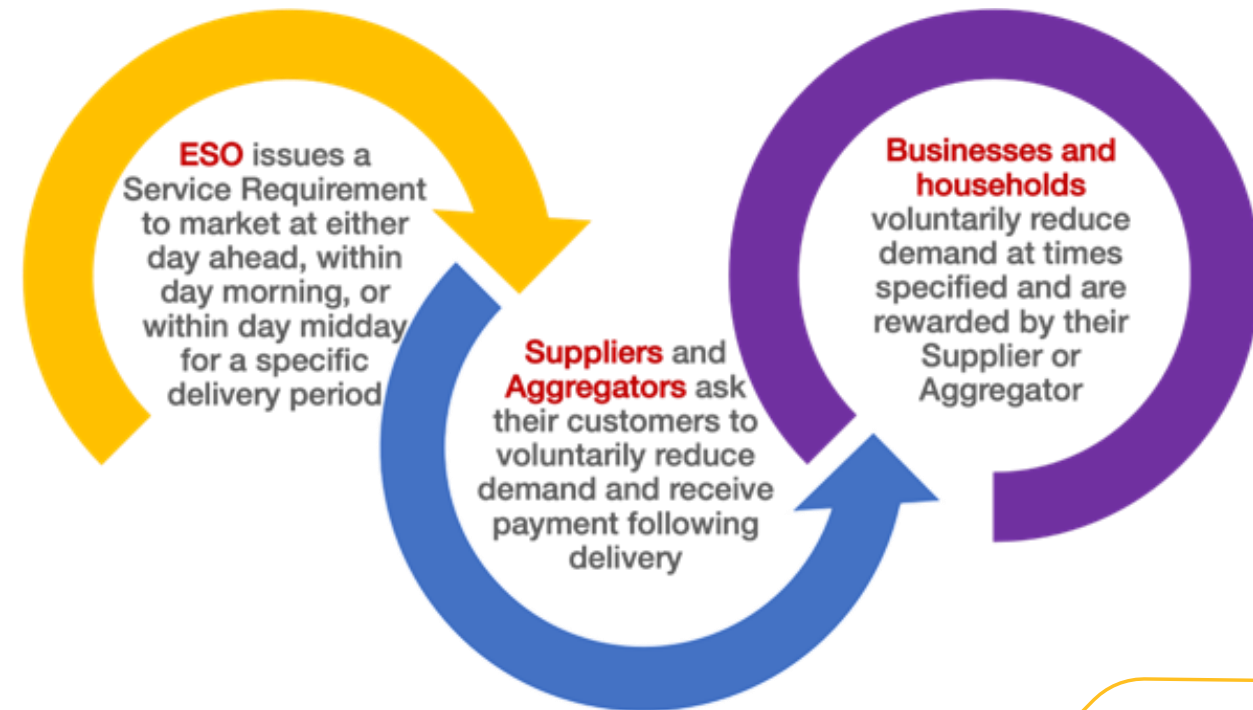 ESO issues a
Service Requirement
to market at either
day ahead, within
day morning, or
within day midday
for a specific
delivery period
Suppliers and
Aggregators ask
their customers to
voluntarily reduce
demand and receive
payment following
delivery
Businesses and
households
voluntarily reduce
demand at times
specified and are
rewarded by their
Supplier or
Aggregator